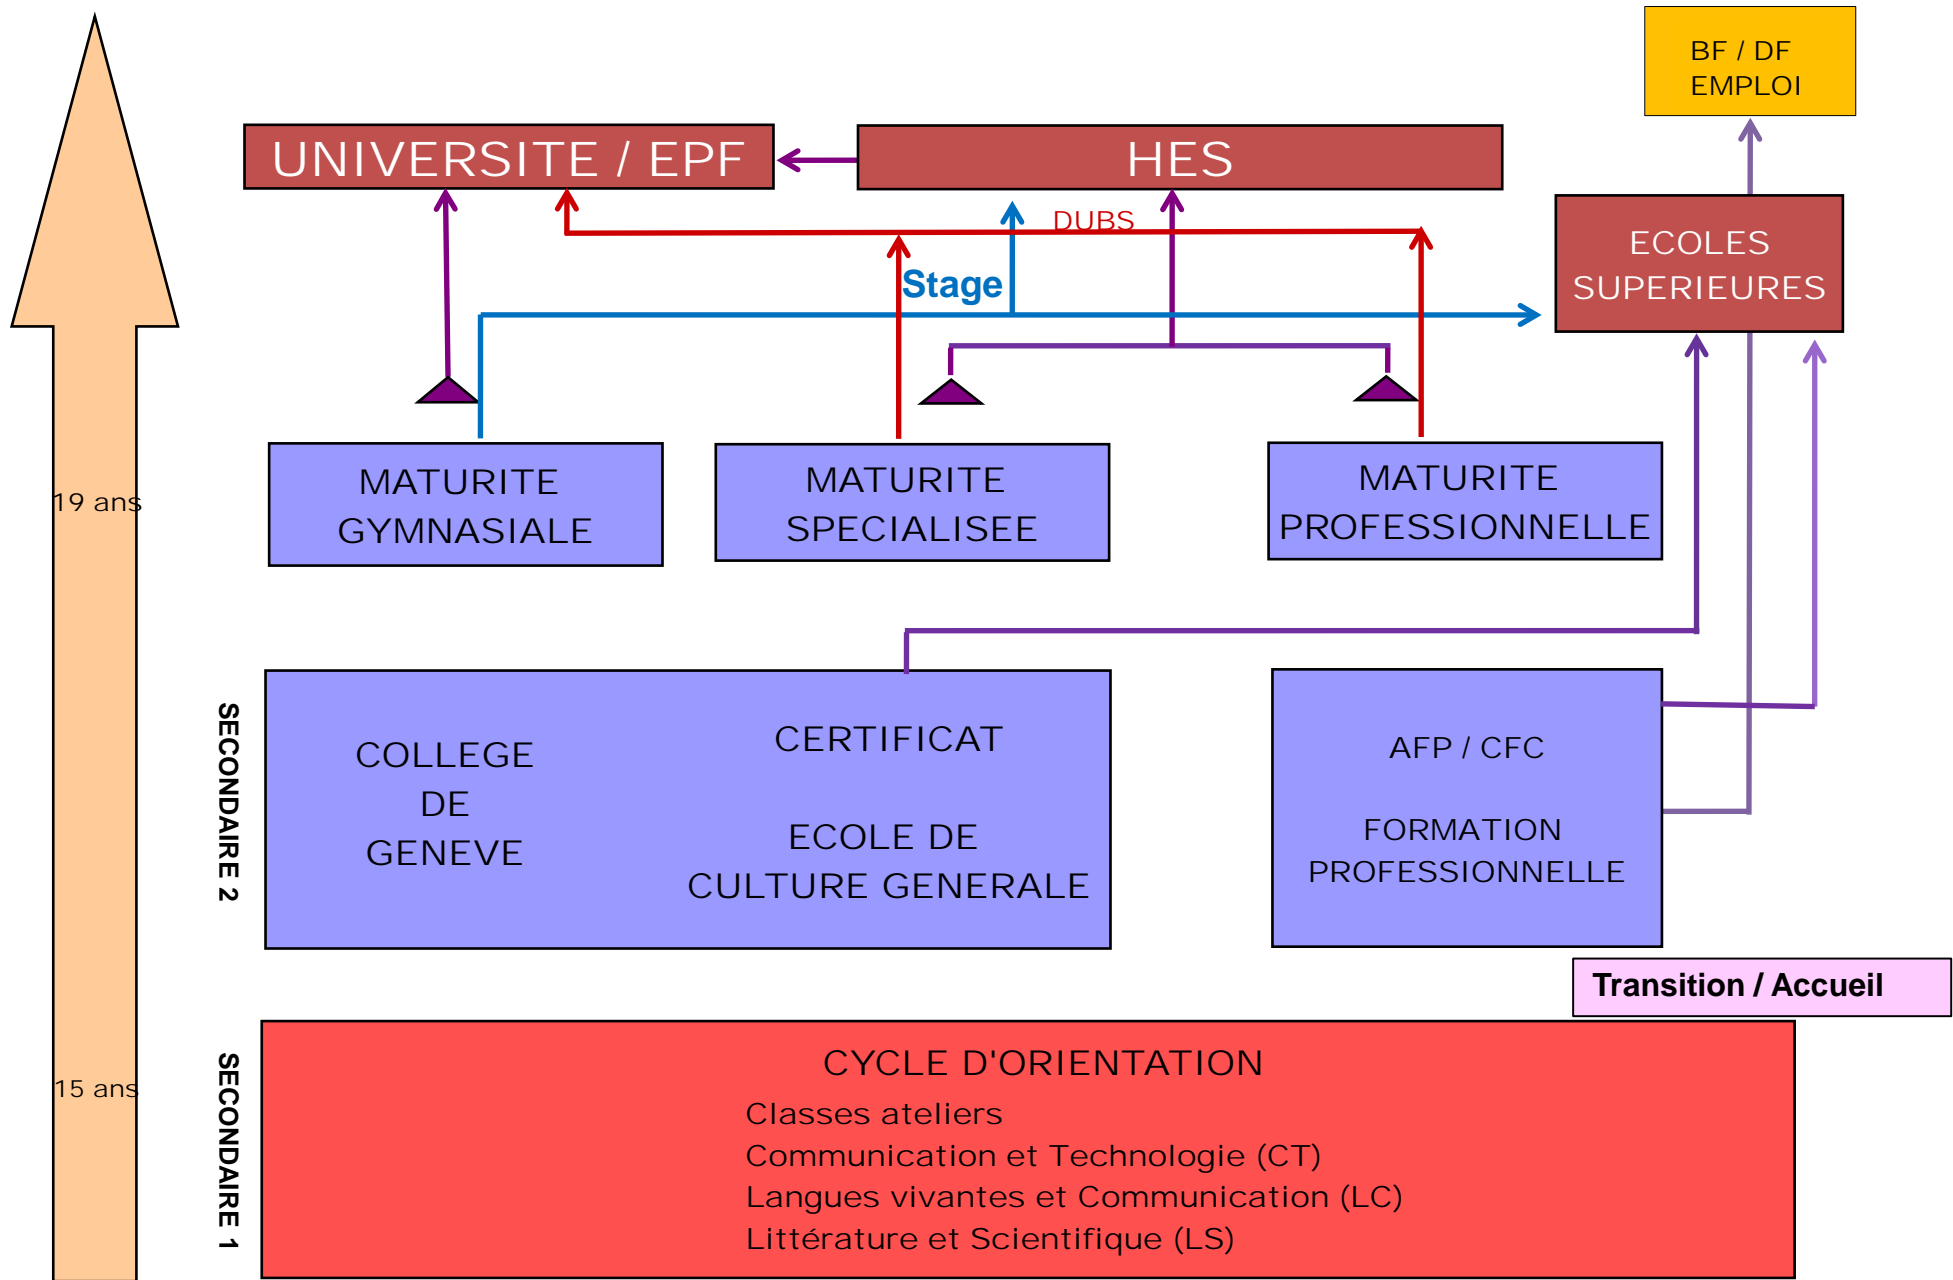 BF / DF
EMPLOI
UNIVERSITE / EPF
HES
DUBS
ECOLES
SUPERIEURES
Stage
MATURITE
GYMNASIALE
MATURITE
SPECIALISEE
MATURITE
PROFESSIONNELLE
19 ans
SECONDAIRE 2
COLLEGE
DE
GENEVE
CERTIFICAT
ECOLE DE
CULTURE GENERALE
AFP / CFC
FORMATION
PROFESSIONNELLE
Transition / Accueil
15 ans
SECONDAIRE 1
CYCLE D'ORIENTATION
Classes ateliers
Communication et Technologie (CT)
Langues vivantes et Communication (LC)
Littérature et Scientifique (LS)